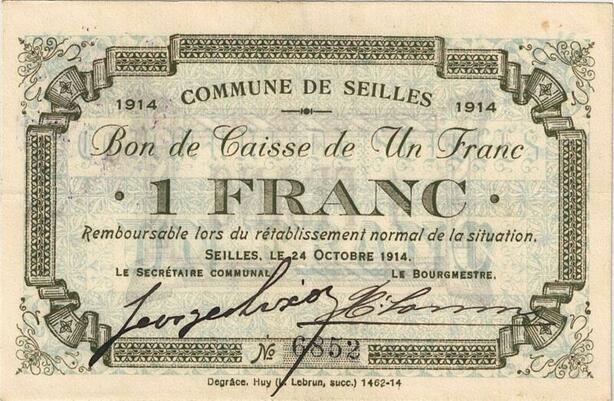 COMMUNE DE SEILLES
1914 1914
Bon de Caisse de Un Franc
· 1 FRANC ·
Remboursable lors du rétablissement normal de la situation.
SEILLES, LE 24 OCTOBRE 1914.
LE SECRÉTAIRE COMMUNAL LE BOURGMESTRE.
No 6852
Degrâce, Huy (L. Lebrun, succ.) 1462-14